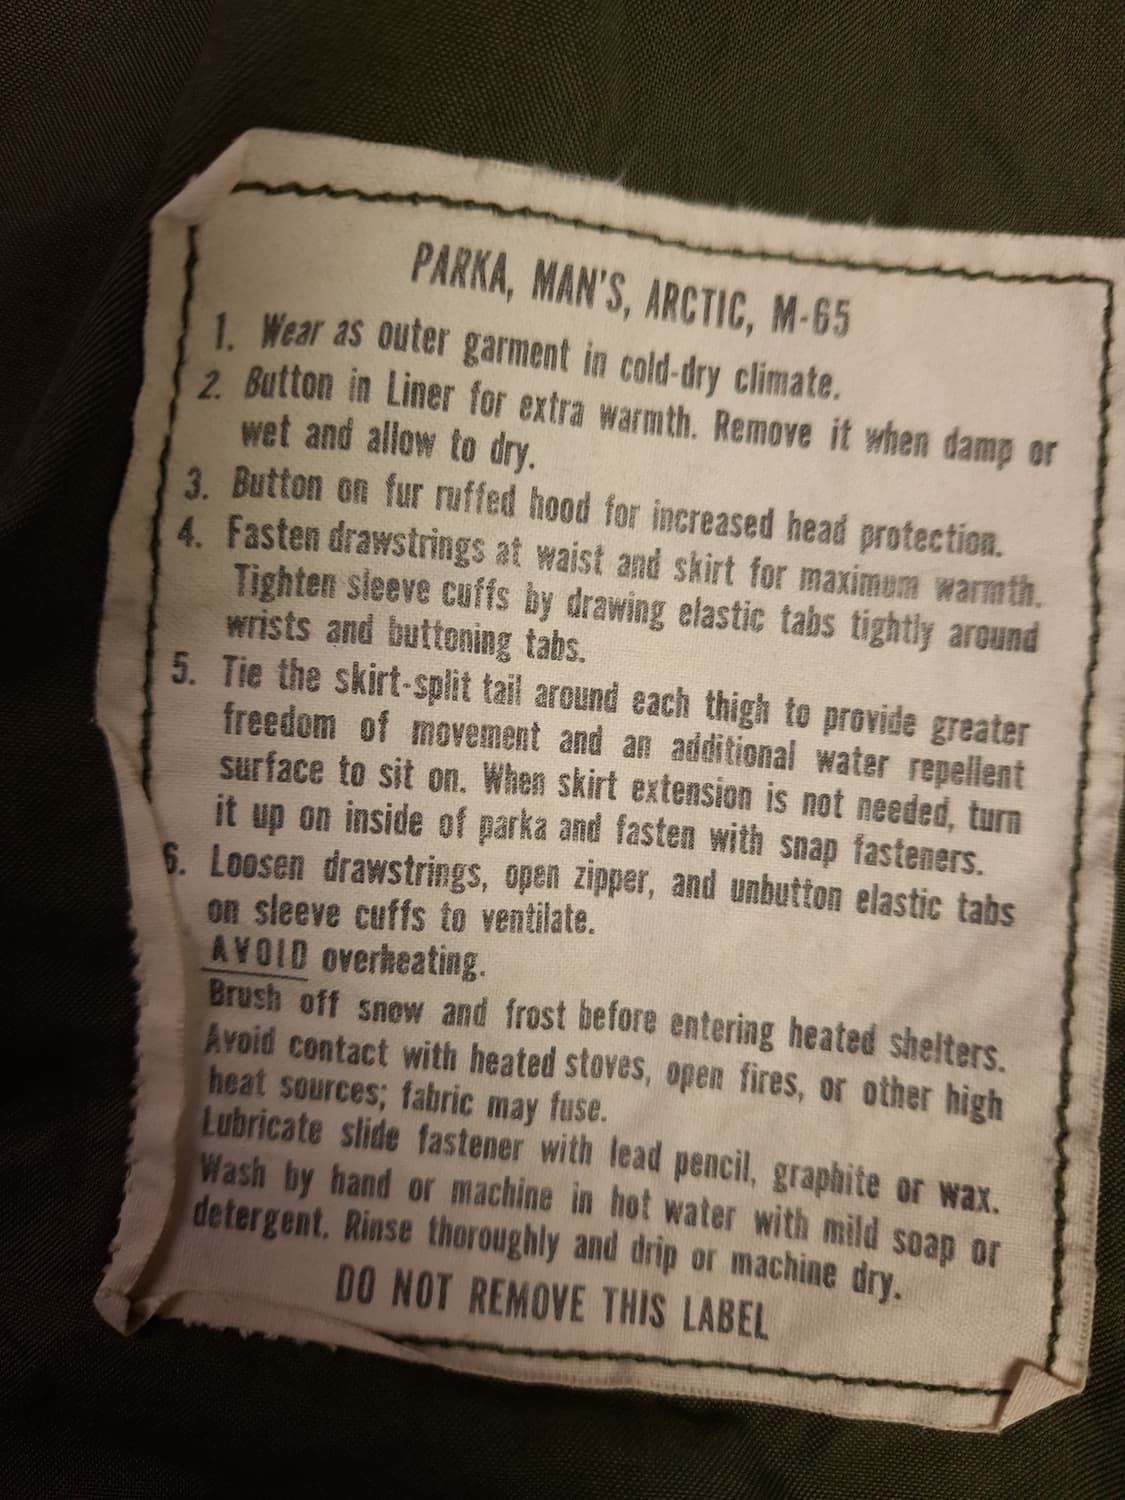 PARKA, MAN'S, ARCTIC, M-65
1. Wear as outer garment in cold-dry climate.
2. Button in Liner for extra warmth. Remove it when damp or
wet and allow to dry.
3. Button on fur ruffed hood for increased head protection.
4. Fasten drawstrings at waist and skirt for maximum warmth.
Tighten sleeve cuffs by drawing elastic tabs tightly around
wrists and buttoning tabs.
5. Tie the skirt-split tail around each thigh to provide greater
freedom of movement and an additional water repellent
surface to sit on. When skirt extension is not needed, turn
it up on inside of parka and fasten with snap fasteners.
6. Loosen drawstrings, open zipper, and unbutton elastic tabs
on sleeve cuffs to ventilate.
AVOID overheating.
Brush off snow and frost before entering heated shelters.
Avoid contact with heated stoves, open fires, or other high
heat sources; fabric may fuse.
Lubricate slide fastener with lead pencil, graphite or wax.
Wash by hand or machine in hot water with mild soap or
detergent. Rinse thoroughly and drip or machine dry.
DO NOT REMOVE THIS LABEL